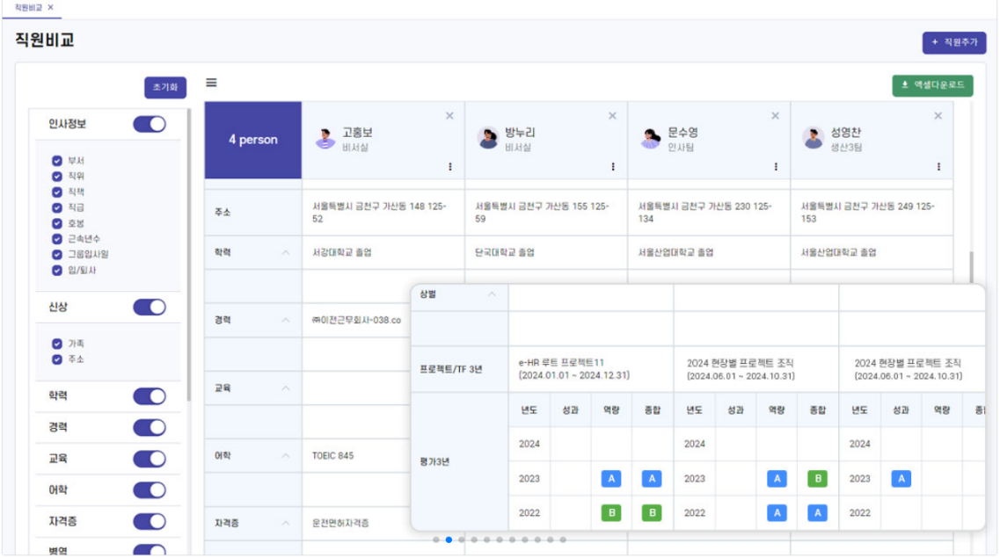 직원비교 ×
직원비교
+ 직원추가
초기화
엑셀다운로드
인사정보
부서
직위
직책
직급
호봉
근속년수
그룹입사일
입/퇴사
신상
가족
주소
학력
경력
교육
어학
자격증
병역
4 person
고홍보
비서실
방누리
비서실
문수영
인사팀
성영찬
생산3팀
주소
서울특별시 금천구 가산동 148 125-
52
서울특별시 금천구 가산동 155 125-
59
서울특별시 금천구 가산동 230 125-
134
서울특별시 금천구 가산동 249 125-
153
학력
서강대학교 졸업
단국대학교 졸업
서울산업대학교 졸업
서울산업대학교 졸업
경력
㈜이전근무회사-038.co
교육
어학
TOEIC 845
자격증
운전면허자격증
상벌
프로젝트/TF 3년
e-HR 루트 프로젝트11
(2024.01.01 ~ 2024.12.31)
2024 현장별 프로젝트 조직
(2024.06.01 ~ 2024.10.31)
2024 현장별 프로젝트 조직
(2024.06.01 ~ 2024.10.31)
평가3년
년도 성과 역량 종합 년도 성과 역량 종합 년도 성과 역량
2024 2024 2024
2023 A A 2023 A B 2023 A
2022 B B 2022 A A 2022